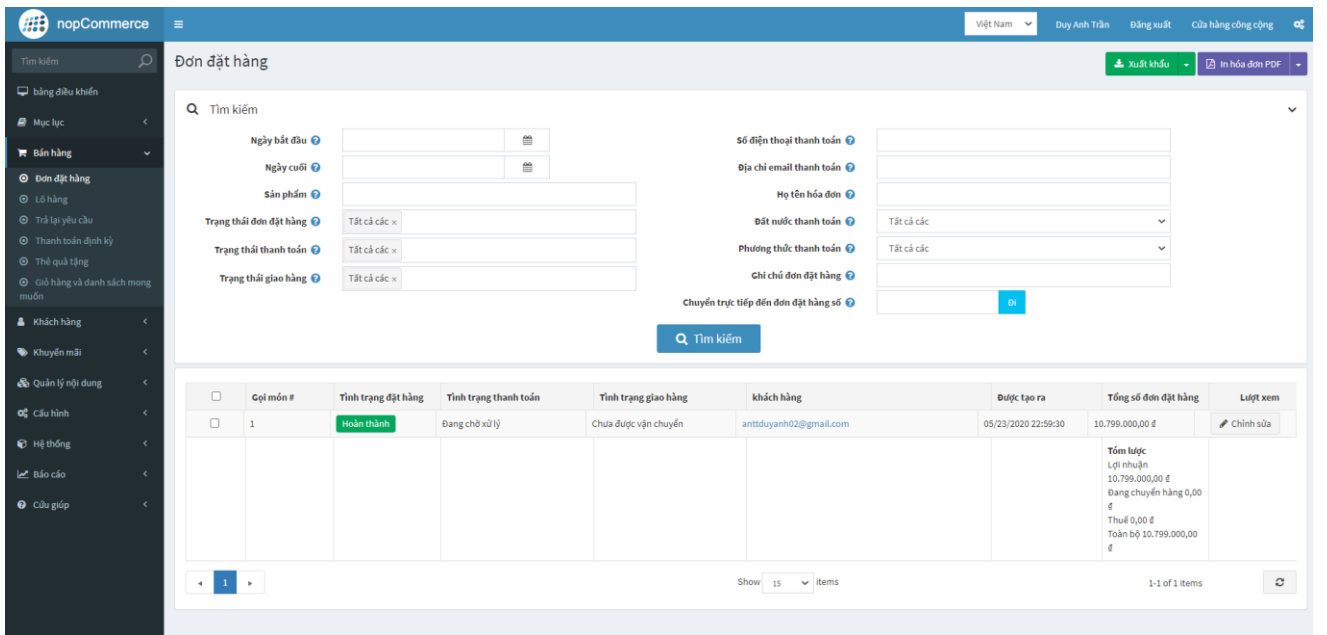 nopCommerce
Việt Nam
Duy Anh Trần
Đăng xuất
Cửa hàng công cộng
Tìm kiếm
bảng điều khiển
Mục lục
Bán hàng
Đơn đặt hàng
Lô hàng
Trả lại yêu cầu
Thanh toán định kỳ
Thẻ quà tặng
Giỏ hàng và danh sách mong
muốn
Khách hàng
Khuyến mãi
Quản lý nội dung
Cấu hình
Hệ thống
Báo cáo
Cứu giúp
Đơn đặt hàng
Xuất khẩu
In hóa đơn PDF
Tìm kiếm
Ngày bắt đầu
Ngày cuối
Sản phẩm
Trạng thái đơn đặt hàng
Tất cả các ×
Trạng thái thanh toán
Tất cả các ×
Trạng thái giao hàng
Tất cả các ×
Số điện thoại thanh toán
Địa chỉ email thanh toán
Họ tên hóa đơn
Đất nước thanh toán
Tất cả các
Phương thức thanh toán
Tất cả các
Ghi chú đơn đặt hàng
Chuyển trực tiếp đến đơn đặt hàng số
Đi
Tìm kiếm
Gọi món # Tình trạng đặt hàng Tình trạng thanh toán Tình trạng giao hàng khách hàng Được tạo ra Tổng số đơn đặt hàng Lượt xem
1 Hoàn thành Đang chờ xử lý Chưa được vận chuyển anttduyanh02@gmail.com 05/23/2020 22:59:30 10.799.000,00 ₫ Chỉnh sửa
Tóm lược
Lợi nhuận
10.799.000,00 ₫
Đang chuyển hàng 0,00
₫
Thuế 0,00 ₫
Toàn bộ 10.799.000,00
₫
1
Show 15 items
1-1 of 1 items